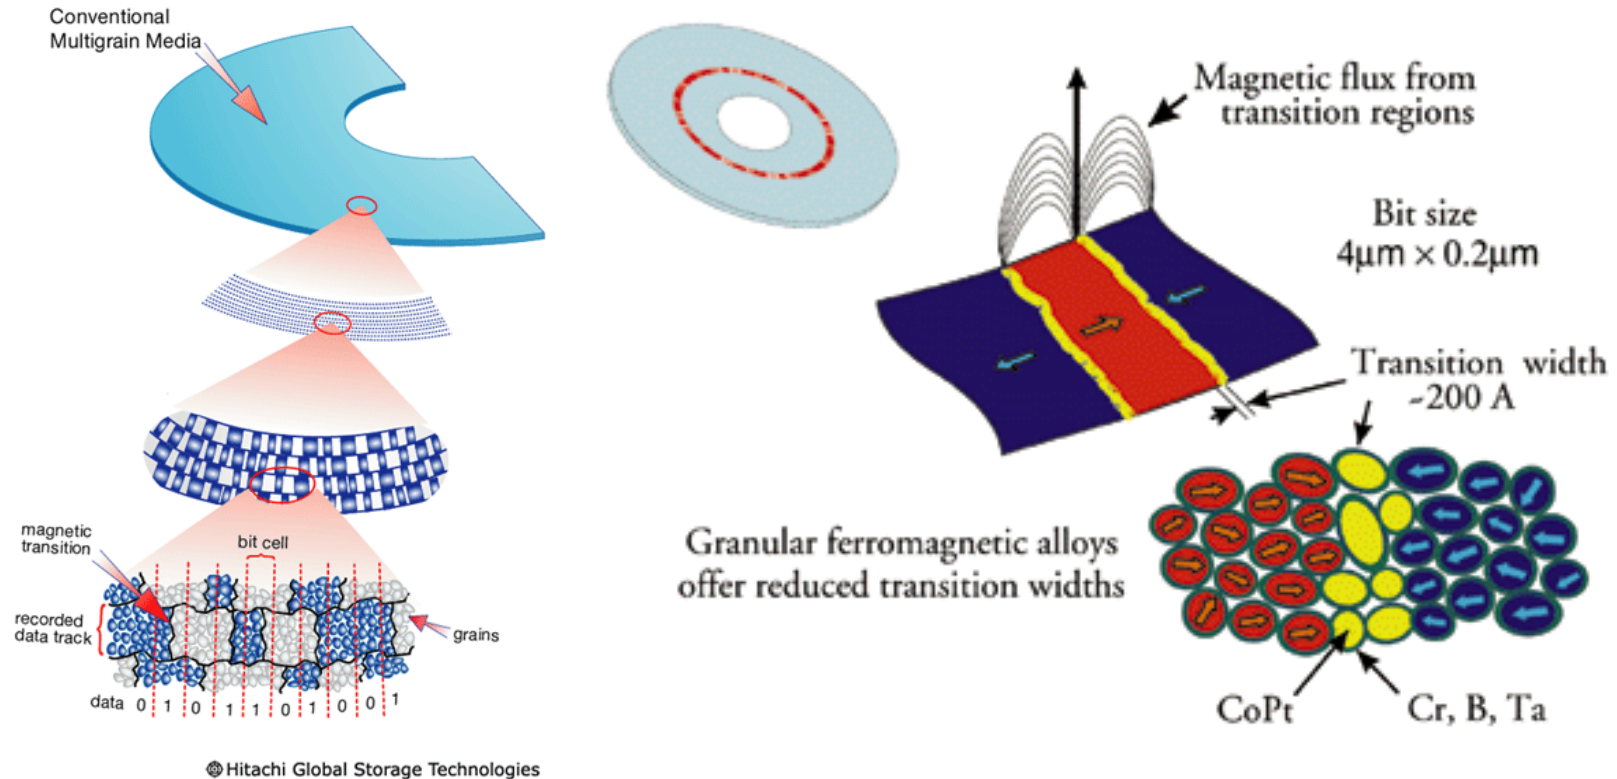 Conventional
Multigrain Media
magnetic
transition
bit cell
recorded
data track
grains
data 0 1 0 1 1 0 1 0 0 1
Hitachi Global Storage Technologies
Magnetic flux from
transition regions
Bit size
4μm × 0.2μm
Transition width
~200 A
Granular ferromagnetic alloys
offer reduced transition widths
CoPt
Cr, B, Ta